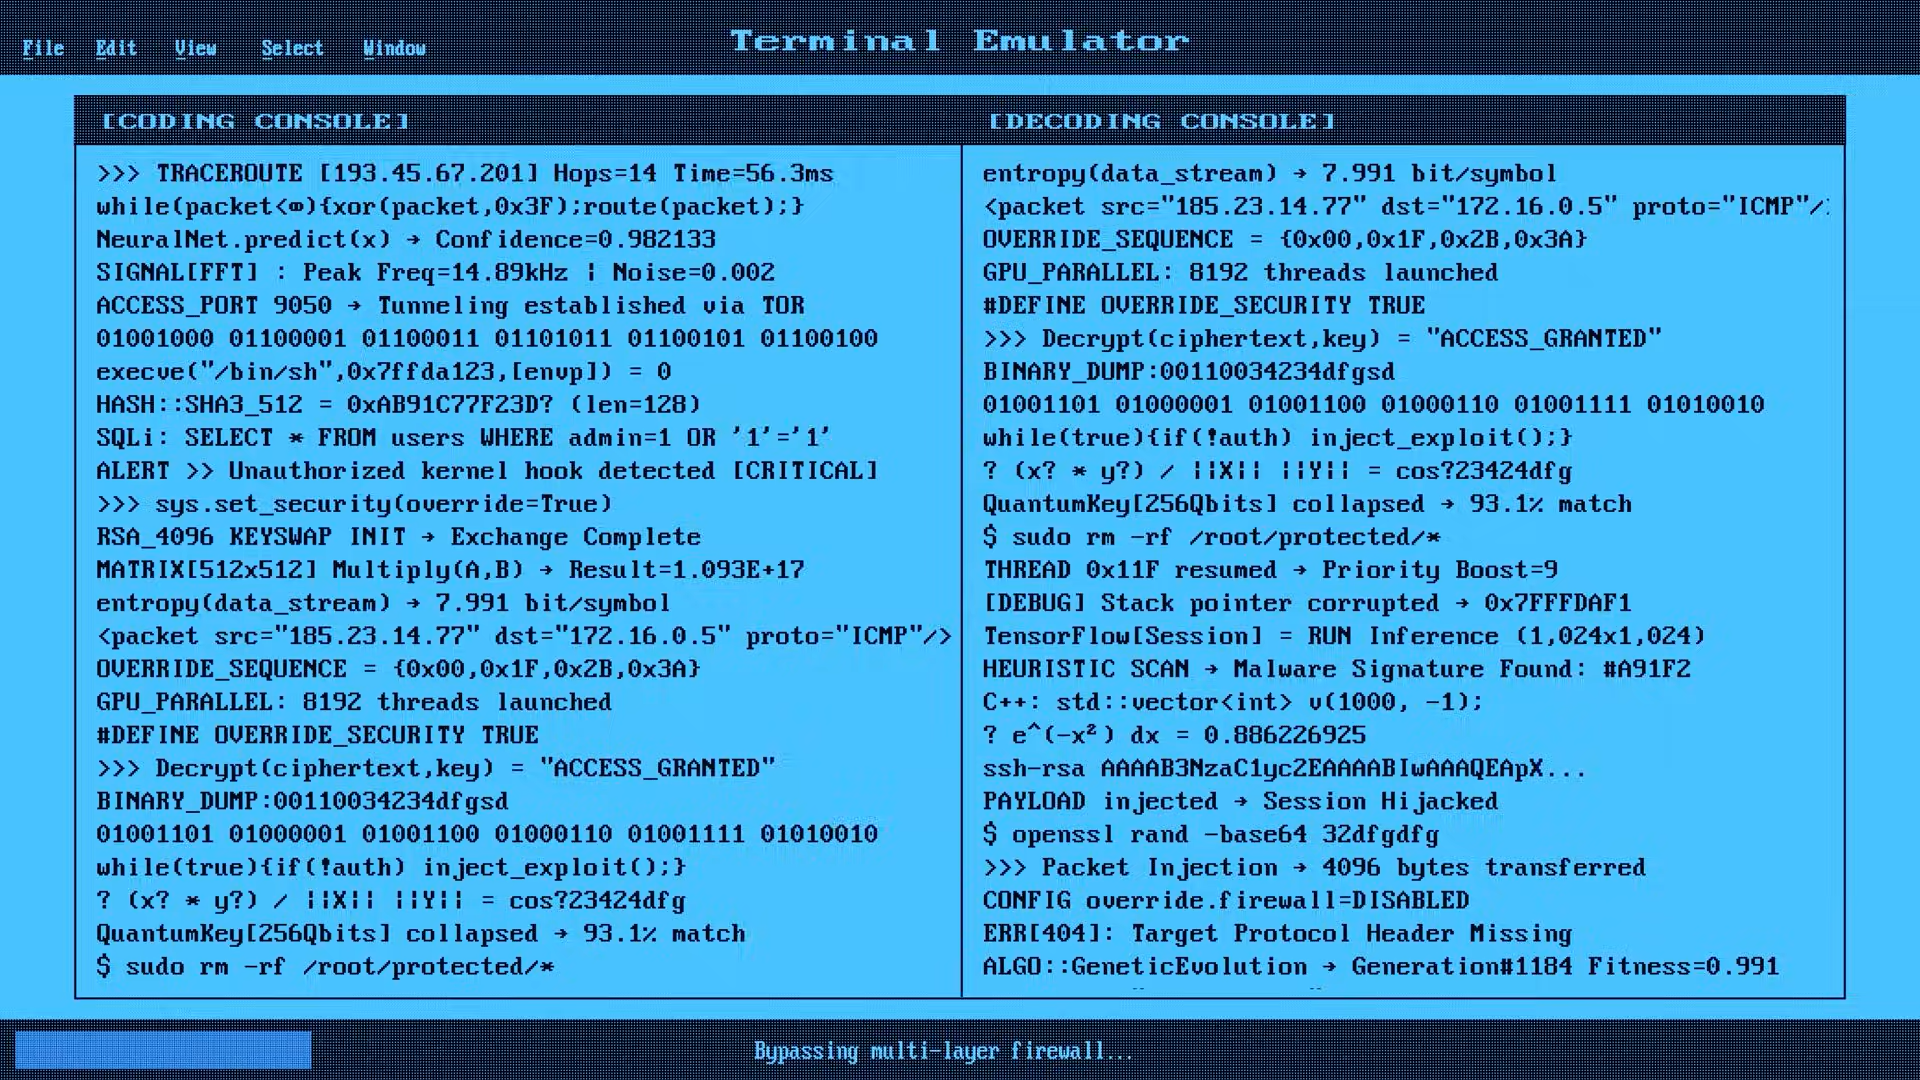 File Edit View Select Window
Terminal Emulator
[CODING CONSOLE]
>>> TRACEROUTE [193.45.67.201] Hops=14 Time=56.3ms
while(packet<∞){xor(packet,0x3F);route(packet);}
NeuralNet.predict(x) → Confidence=0.982133
SIGNAL[FFT] : Peak Freq=14.89kHz | Noise=0.002
ACCESS_PORT 9050 → Tunneling established via TOR
01001000 01100001 01100011 01101011 01100101 01100100
execve("/bin/sh",0x7ffda123,[envp]) = 0
HASH::SHA3_512 = 0xAB91C77F23D? (len=128)
SQLi: SELECT * FROM users WHERE admin=1 OR '1'='1'
ALERT >> Unauthorized kernel hook detected [CRITICAL]
>>> sys.set_security(override=True)
RSA_4096 KEYSWAP INIT → Exchange Complete
MATRIX[512x512] Multiply(A,B) → Result=1.093E+17
entropy(data_stream) → 7.991 bit/symbol
<packet src="185.23.14.77" dst="172.16.0.5" proto="ICMP"/>
OVERRIDE_SEQUENCE = {0x00,0x1F,0x2B,0x3A}
GPU_PARALLEL: 8192 threads launched
#DEFINE OVERRIDE_SECURITY TRUE
>>> Decrypt(ciphertext,key) = "ACCESS_GRANTED"
BINARY_DUMP:00110034234dfgsd
01001101 01000001 01001100 01000110 01001111 01010010
while(true){if(!auth) inject_exploit();}
? (x? * y?) / ||X|| ||Y|| = cos?23424dfg
QuantumKey[256Qbits] collapsed → 93.1% match
$ sudo rm -rf /root/protected/*
[DECODING CONSOLE]
entropy(data_stream) → 7.991 bit/symbol
<packet src="185.23.14.77" dst="172.16.0.5" proto="ICMP"/
OVERRIDE_SEQUENCE = {0x00,0x1F,0x2B,0x3A}
GPU_PARALLEL: 8192 threads launched
#DEFINE OVERRIDE_SECURITY TRUE
>>> Decrypt(ciphertext,key) = "ACCESS_GRANTED"
BINARY_DUMP:00110034234dfgsd
01001101 01000001 01001100 01000110 01001111 01010010
while(true){if(!auth) inject_exploit();}
? (x? * y?) / ||X|| ||Y|| = cos?23424dfg
QuantumKey[256Qbits] collapsed → 93.1% match
$ sudo rm -rf /root/protected/*
THREAD 0x11F resumed → Priority Boost=9
[DEBUG] Stack pointer corrupted → 0x7FFFDAF1
TensorFlow[Session] = RUN Inference (1,024x1,024)
HEURISTIC SCAN → Malware Signature Found: #A91F2
C++: std::vector<int> v(1000, -1);
? e^(-x²) dx = 0.886226925
ssh-rsa AAAAB3NzaC1yc2EAAAABIwAAAQEApX...
PAYLOAD injected → Session Hijacked
$ openssl rand -base64 32dfgdfg
>>> Packet Injection → 4096 bytes transferred
CONFIG override.firewall=DISABLED
ERR[404]: Target Protocol Header Missing
ALGO::GeneticEvolution → Generation#1184 Fitness=0.991
Bypassing multi-layer firewall...